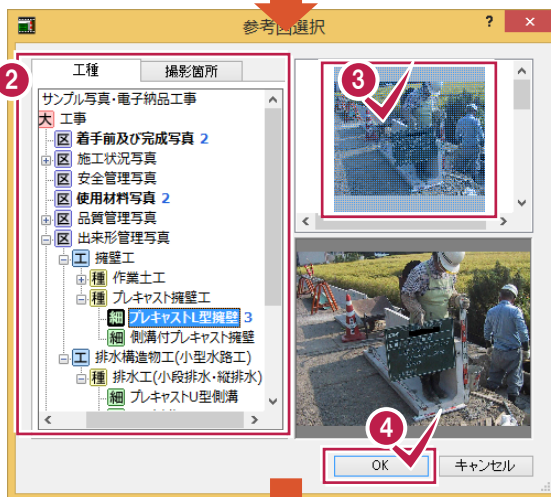 参考図選択
?
×
2
工種
撮影箇所
サンプル写真・電子納品工事
大 工事
区 着手前及び完成写真 2
区 施工状況写真
区 安全管理写真
区 使用材料写真 2
区 品質管理写真
区 出来形管理写真
工 擁壁工
種 作業土工
種 プレキャスト擁壁工
細 プレキャストL型擁壁 3
細 側溝付プレキャスト擁壁
工 排水構造物工(小型水路工)
種 排水工(小段排水・縦排水)
細 プレキャストU型側溝
3
4
OK
キャンセル